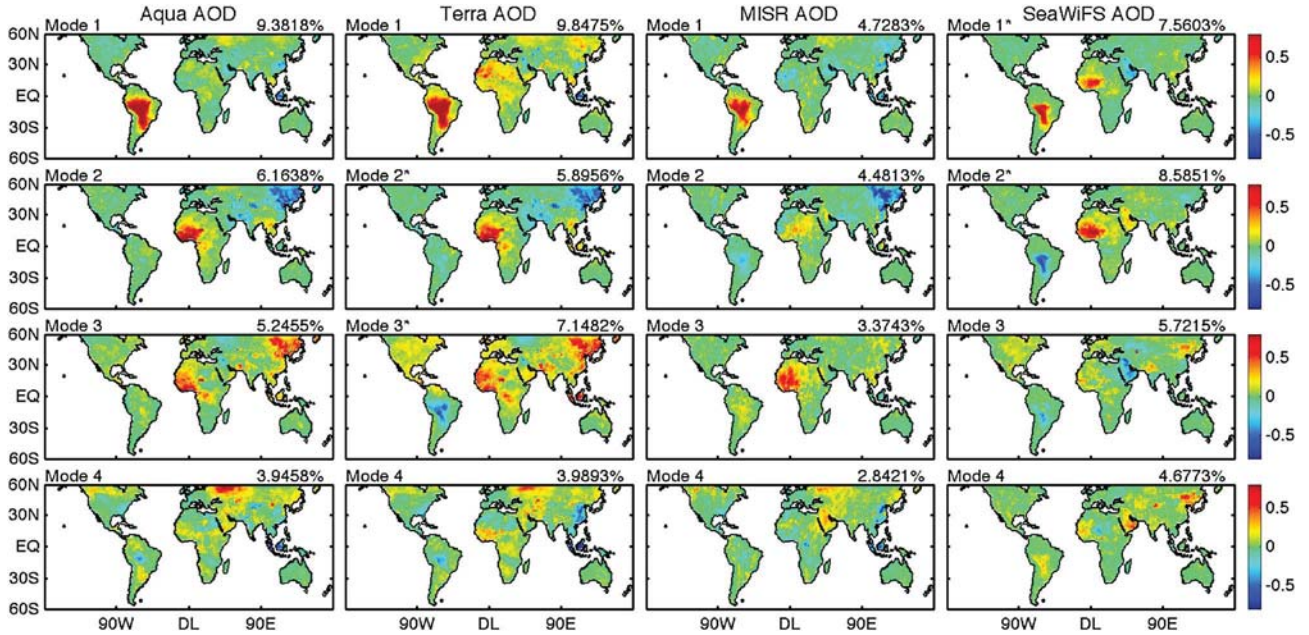 Aqua AOD Terra AOD MISR AOD SeaWiFS AOD
Mode 1 9.3818% Mode 1 9.8475% Mode 1 4.7283% Mode 1* 7.5603%
60N
30N
EQ
30S
60S
0.5
0
-0.5
Mode 2 6.1638% Mode 2* 5.8956% Mode 2 4.4813% Mode 2* 8.5851%
60N
30N
EQ
30S
60S
0.5
0
-0.5
Mode 3 5.2455% Mode 3* 7.1482% Mode 3 3.3743% Mode 3 5.7215%
60N
30N
EQ
30S
60S
0.5
0
-0.5
Mode 4 3.9458% Mode 4 3.9893% Mode 4 2.8421% Mode 4 4.6773%
60N
30N
EQ
30S
60S
0.5
0
-0.5
90W DL 90E 90W DL 90E 90W DL 90E 90W DL 90E